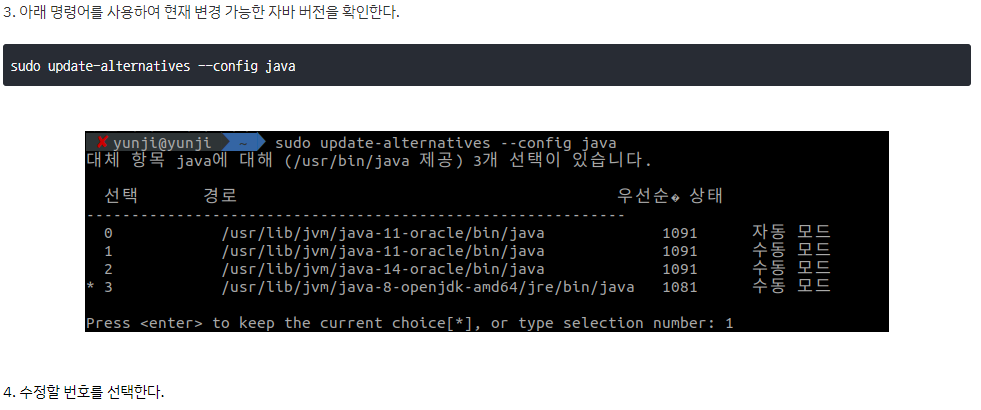 3. 아래 명령어를 사용하여 현재 변경 가능한 자바 버전을 확인한다.
sudo update-alternatives --config java
✘ yunji@yunji ~ sudo update-alternatives --config java
대체 항목 java에 대해 (/usr/bin/java 제공) 3개 선택이 있습니다.
선택 경로 우선순� 상태
------------------------------------------------------------
0 /usr/lib/jvm/java-11-oracle/bin/java 1091 자동 모드
1 /usr/lib/jvm/java-11-oracle/bin/java 1091 수동 모드
2 /usr/lib/jvm/java-14-oracle/bin/java 1091 수동 모드
* 3 /usr/lib/jvm/java-8-openjdk-amd64/jre/bin/java 1081 수동 모드
Press <enter> to keep the current choice[*], or type selection number: 1
4. 수정할 번호를 선택한다.